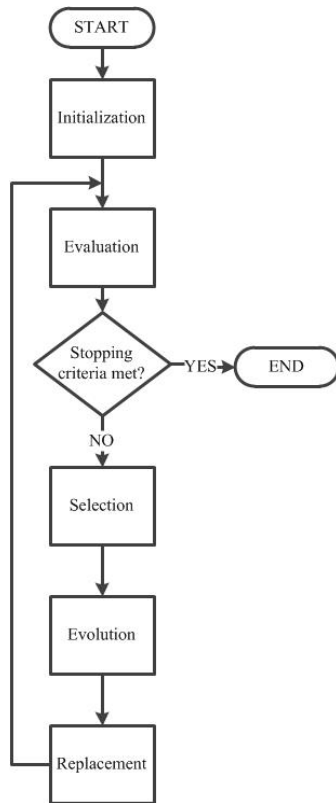 START
Initialization
Evaluation
Stopping
criteria met?
YES
END
NO
Selection
Evolution
Replacement